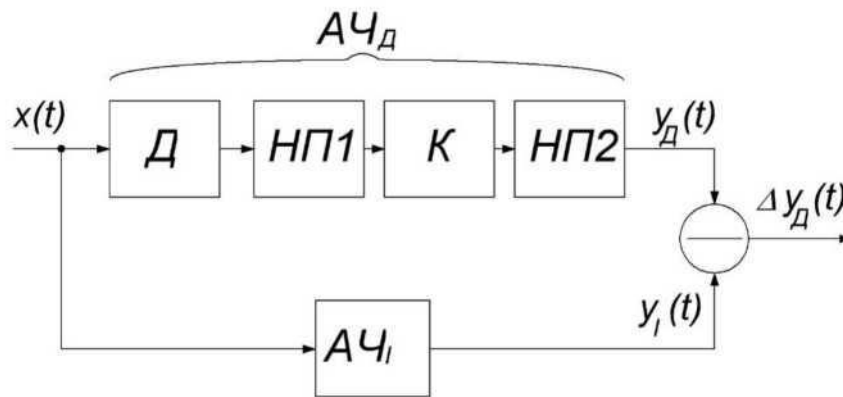 АЧД
x(t)
Д
НП1
К
НП2
yД(t)
ΔyД(t)
yI(t)
АЧI